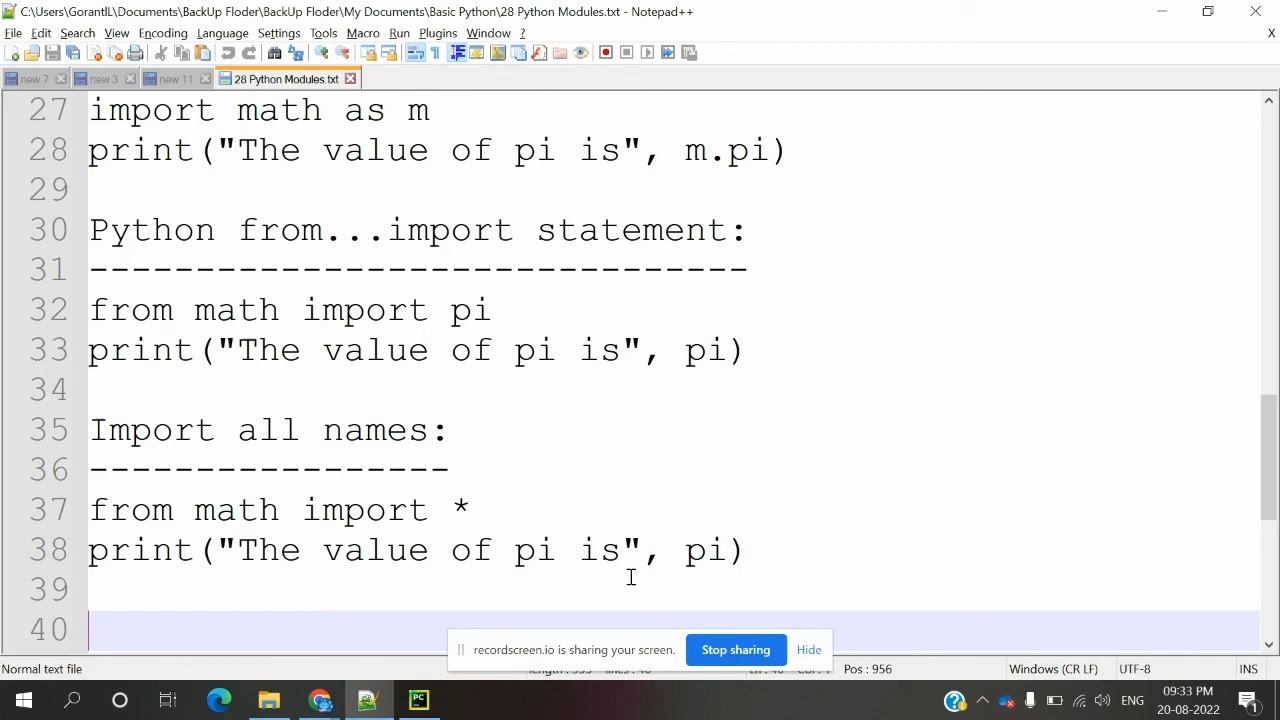 C:\Users\GorantlL\Documents\BackUp Floder\BackUp Floder\My Documents\Basic Python\28 Python Modules.txt - Notepad++
File Edit Search View Encoding Language Settings Tools Macro Run Plugins Window ? X
new 7 new 3 new 11 28 Python Modules.txt
27 import math as m
28 print("The value of pi is", m.pi)
29
30 Python from...import statement:
31 -------------------------------
32 from math import pi
33 print("The value of pi is", pi)
34
35 Import all names:
36 -----------------
37 from math import *
38 print("The value of pi is", pi)
39
40
recordscreen.io is sharing your screen. Stop sharing Hide
Normal text file Pos : 956 Windows (CR LF) UTF-8 INS
PC ENG 09:33 PM
20-08-2022 1